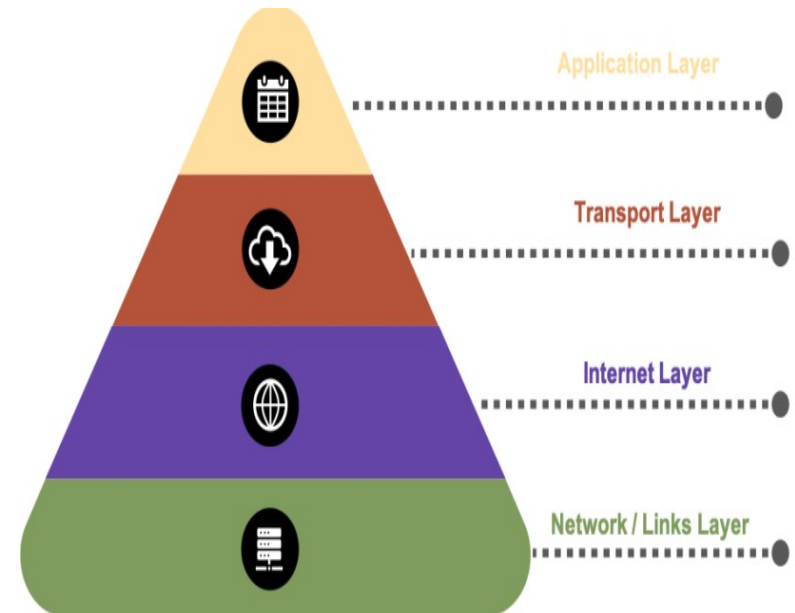 Application Layer
Transport Layer
Internet Layer
Network / Links Layer